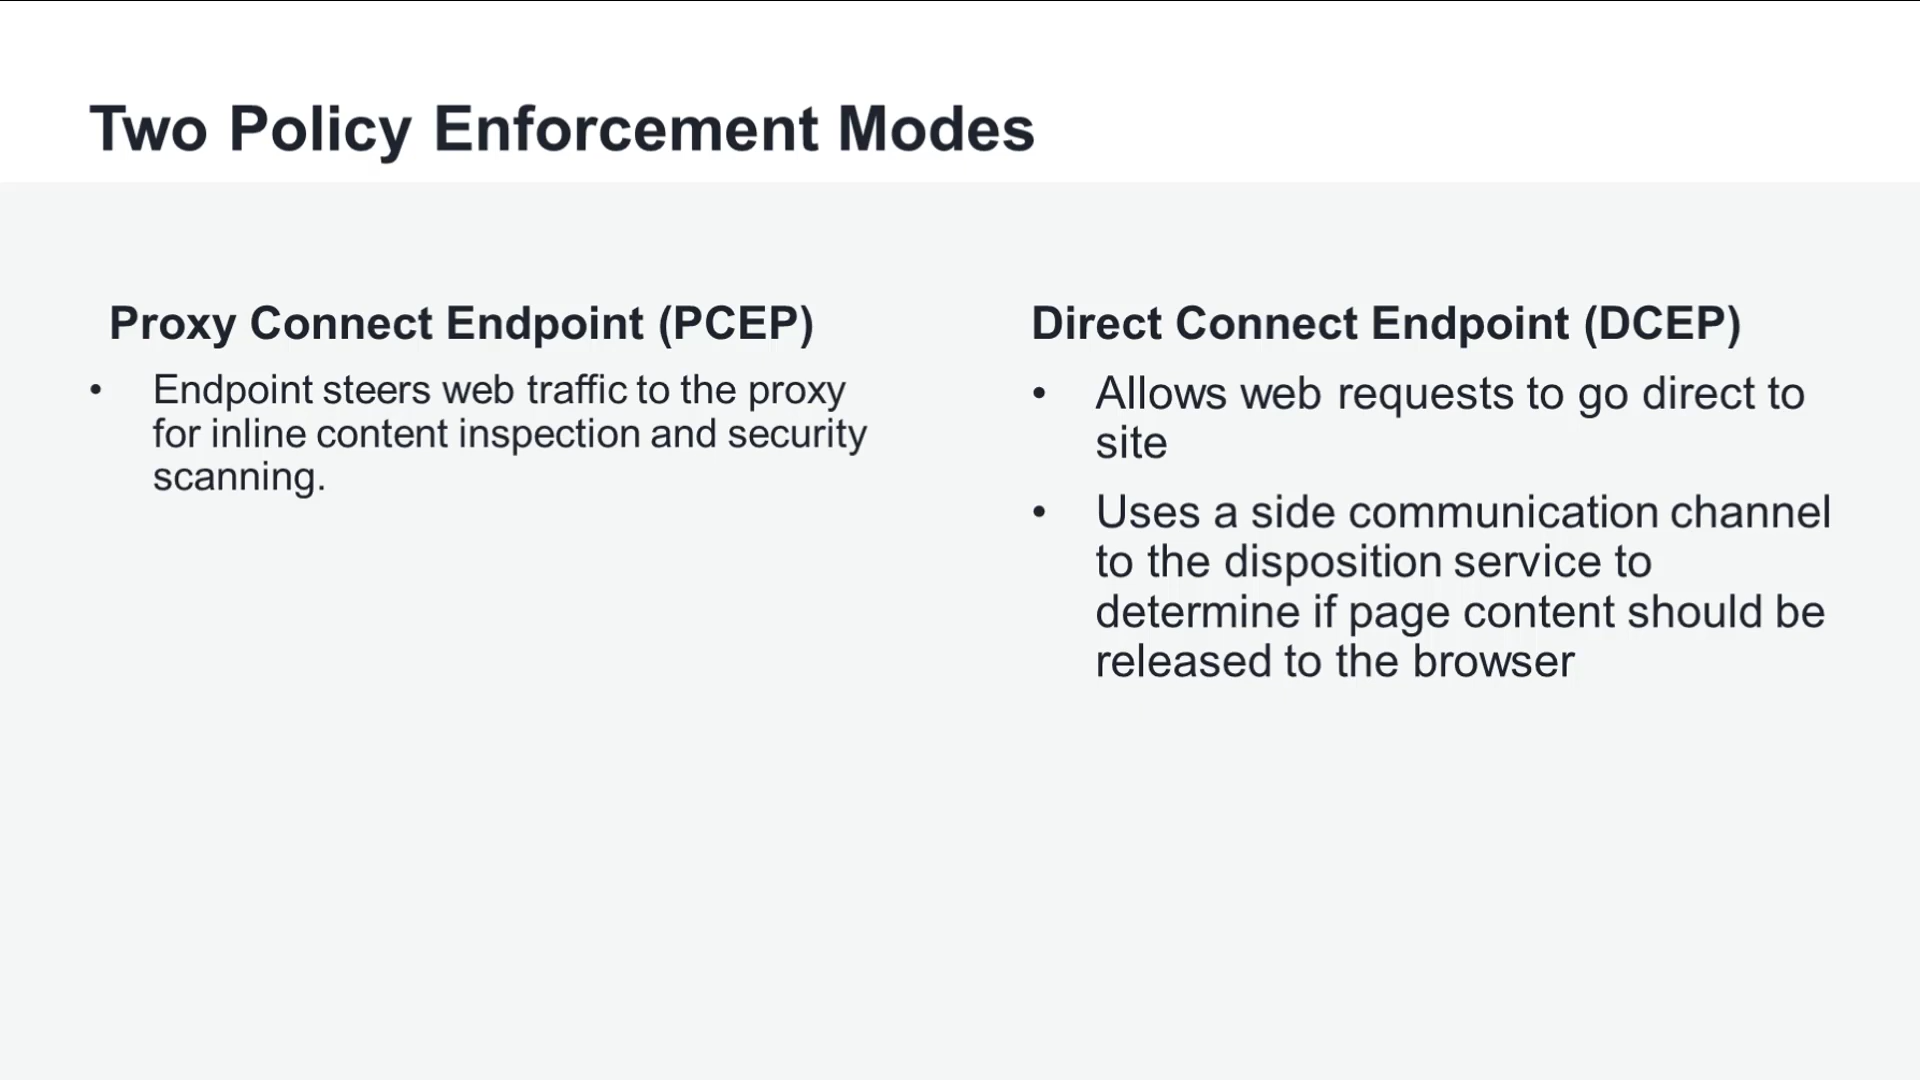 Two Policy Enforcement Modes
Proxy Connect Endpoint (PCEP)
• Endpoint steers web traffic to the proxy
for inline content inspection and security
scanning.
Direct Connect Endpoint (DCEP)
• Allows web requests to go direct to
site
• Uses a side communication channel
to the disposition service to
determine if page content should be
released to the browser